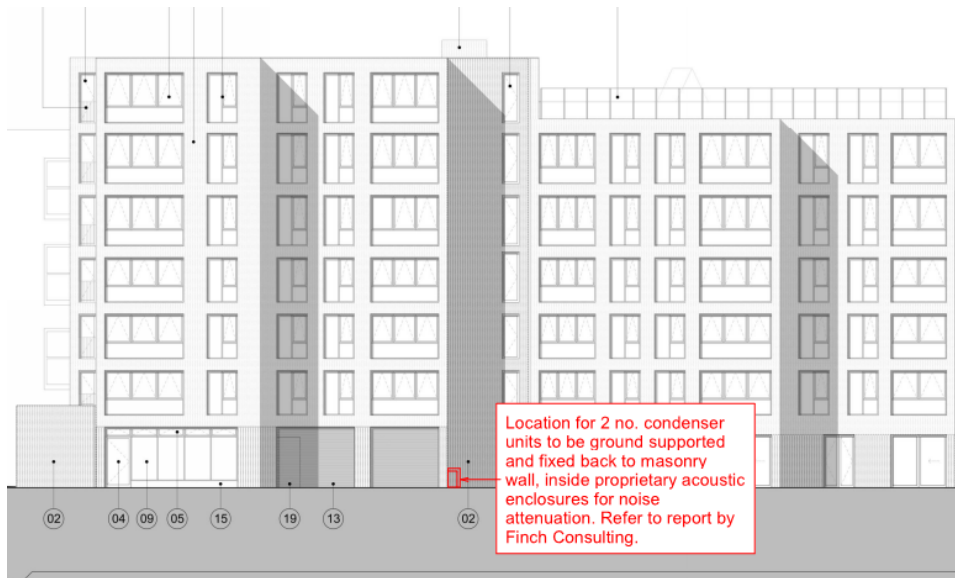 Location for 2 no. condenser
units to be ground supported
and fixed back to masonry
wall, inside proprietary acoustic
enclosures for noise
attenuation. Refer to report by
Finch Consulting.
02 04 09 05 15 19 13 02